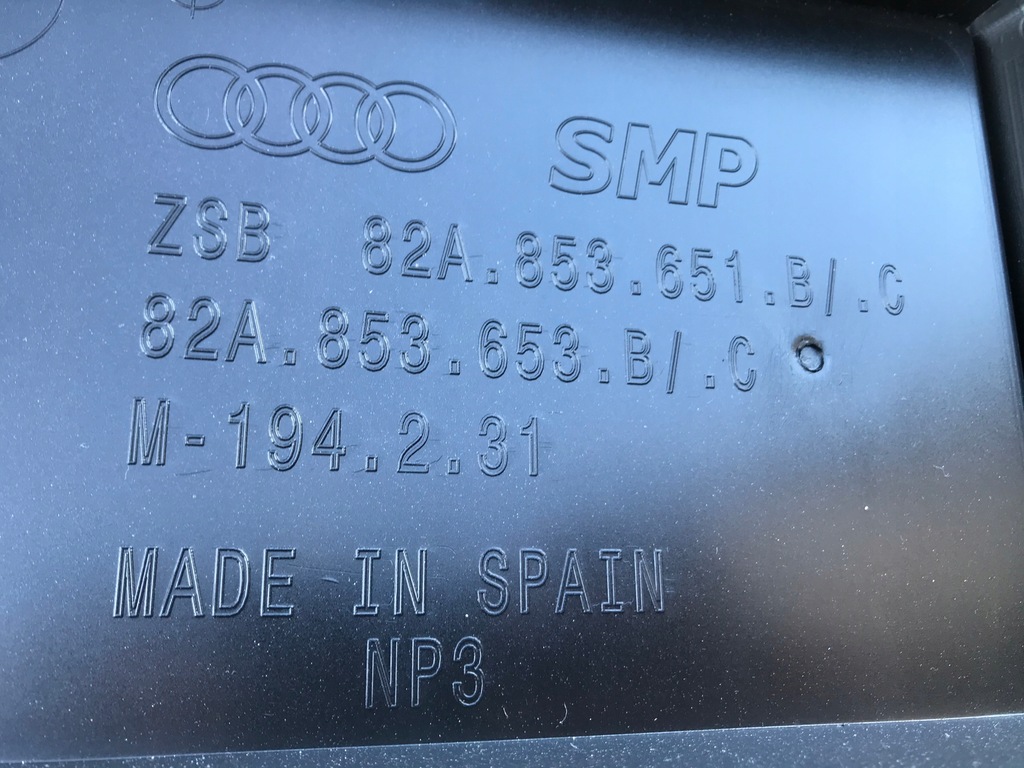 SMP
ZSB 82A.853.651.B/.C
82A.853.653.B/.C
M-194.2.31
MADE IN SPAIN
NP3